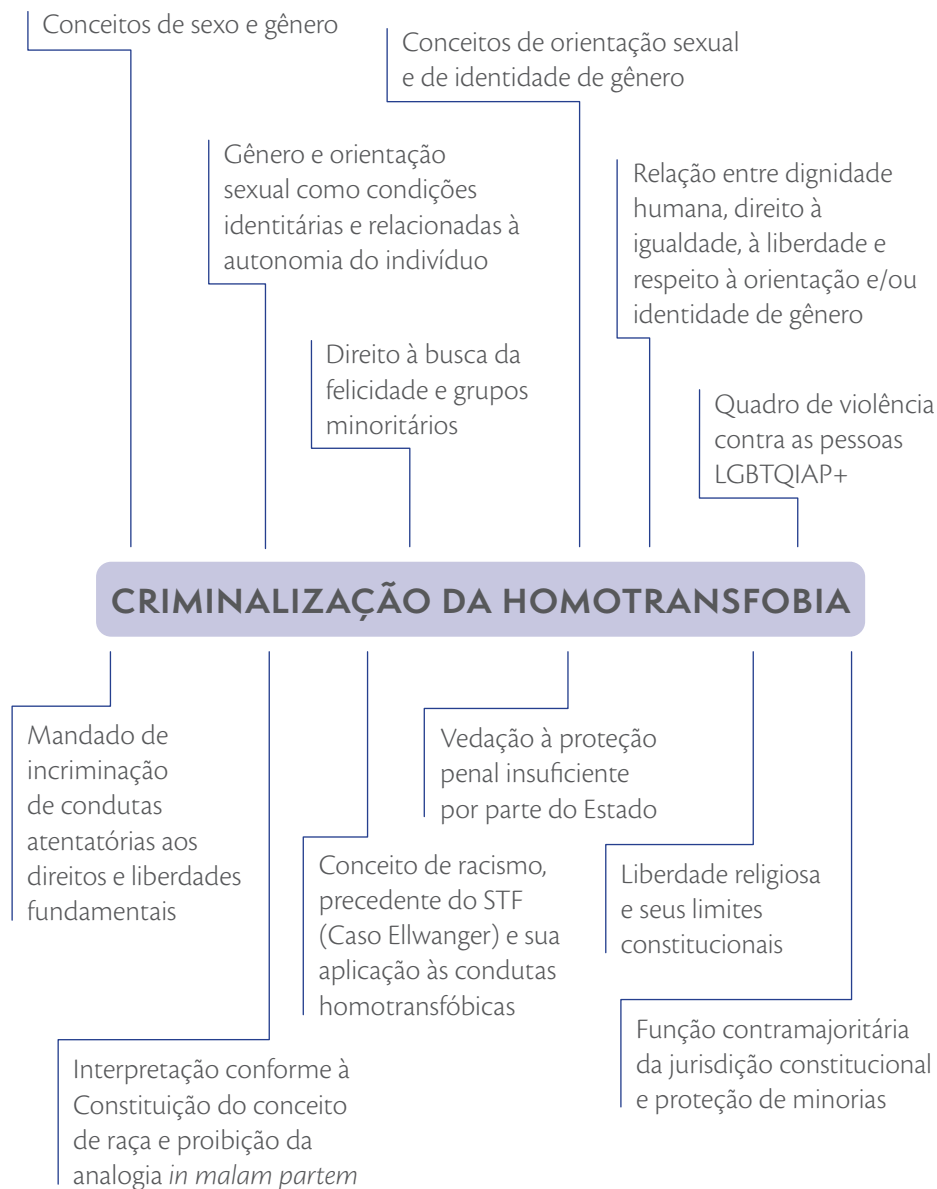 Conceitos de sexo e gênero
Conceitos de orientação sexual
e de identidade de gênero
Gênero e orientação
sexual como condições
identitárias e relacionadas à
autonomia do indivíduo
Relação entre dignidade
humana, direito à
igualdade, à liberdade e
respeito à orientação e/ou
identidade de gênero
Direito à busca da
felicidade e grupos
minoritários
Quadro de violência
contra as pessoas
LGBTQIAP+
CRIMINALIZAÇÃO DA HOMOTRANSFOBIA
Mandado de
incriminação
de condutas
atentatórias aos
direitos e liberdades
fundamentais
Vedação à proteção
penal insuficiente
por parte do Estado
Conceito de racismo,
precedente do STF
(Caso Ellwanger) e sua
aplicação às condutas
homotransfóbicas
Liberdade religiosa
e seus limites
constitucionais
Função contramajoritária
da jurisdição constitucional
e proteção de minorias
Interpretação conforme à
Constituição do conceito
de raça e proibição da
analogia in malam partem